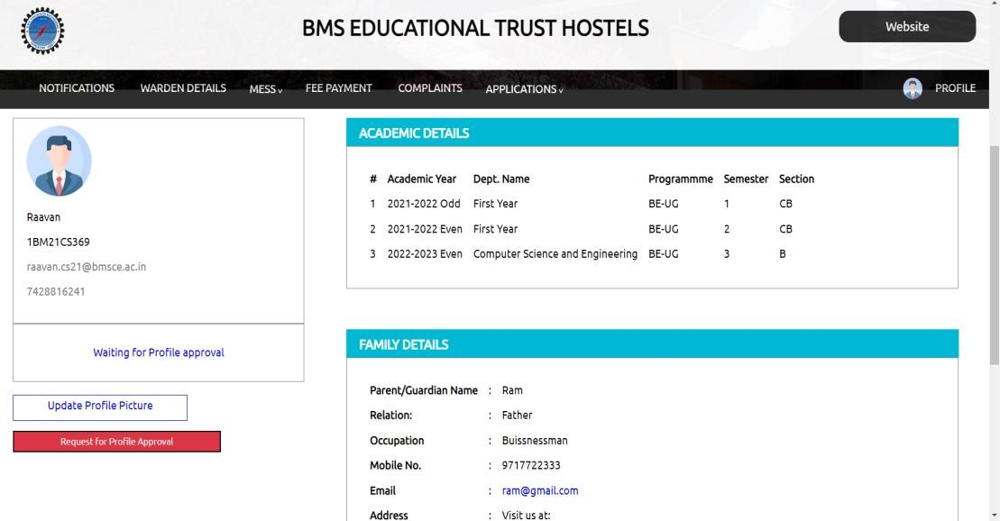 BMS EDUCATIONAL TRUST HOSTELS
Website
NOTIFICATIONS WARDEN DETAILS MESS v FEE PAYMENT COMPLAINTS APPLICATIONS v PROFILE
Raavan
1BM21CS369
raavan.cs21@bmsce.ac.in
7428816241
Waiting for Profile approval
Update Profile Picture
Request for Profile Approval
ACADEMIC DETAILS
# Academic Year Dept. Name Programmme Semester Section
1 2021-2022 Odd First Year BE-UG 1 CB
2 2021-2022 Even First Year BE-UG 2 CB
3 2022-2023 Even Computer Science and Engineering BE-UG 3 B
FAMILY DETAILS
Parent/Guardian Name : Ram
Relation: : Father
Occupation : Buissnessman
Mobile No. : 9717722333
Email : ram@gmail.com
Address : Visit us at: